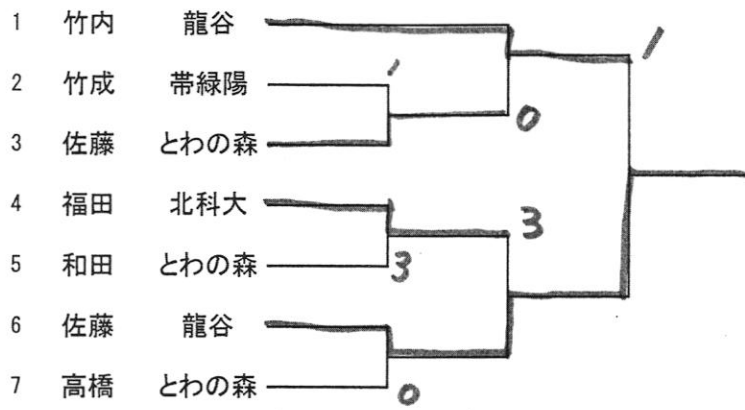 1 竹内 龍谷
1
2 竹成 帯緑陽
1
0
3 佐藤 とわの森
4 福田 北科大
3
5 和田 とわの森
3
6 佐藤 龍谷
7 高橋 とわの森
0